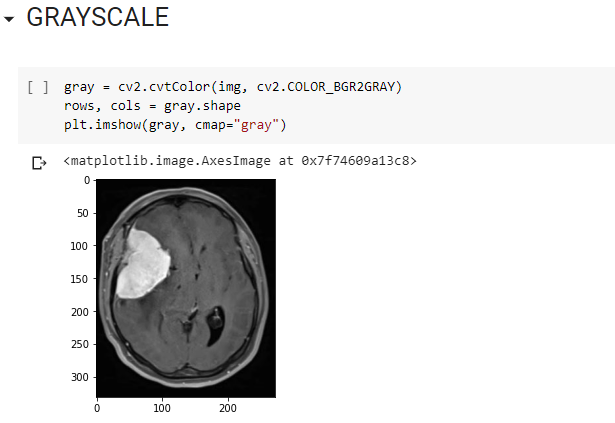 GRAYSCALE
[ ] gray = cv2.cvtColor(img, cv2.COLOR_BGR2GRAY)
rows, cols = gray.shape
plt.imshow(gray, cmap="gray")
<matplotlib.image.AxesImage at 0x7f74609a13c8>
0
50
100
150
200
250
300
0 100 200